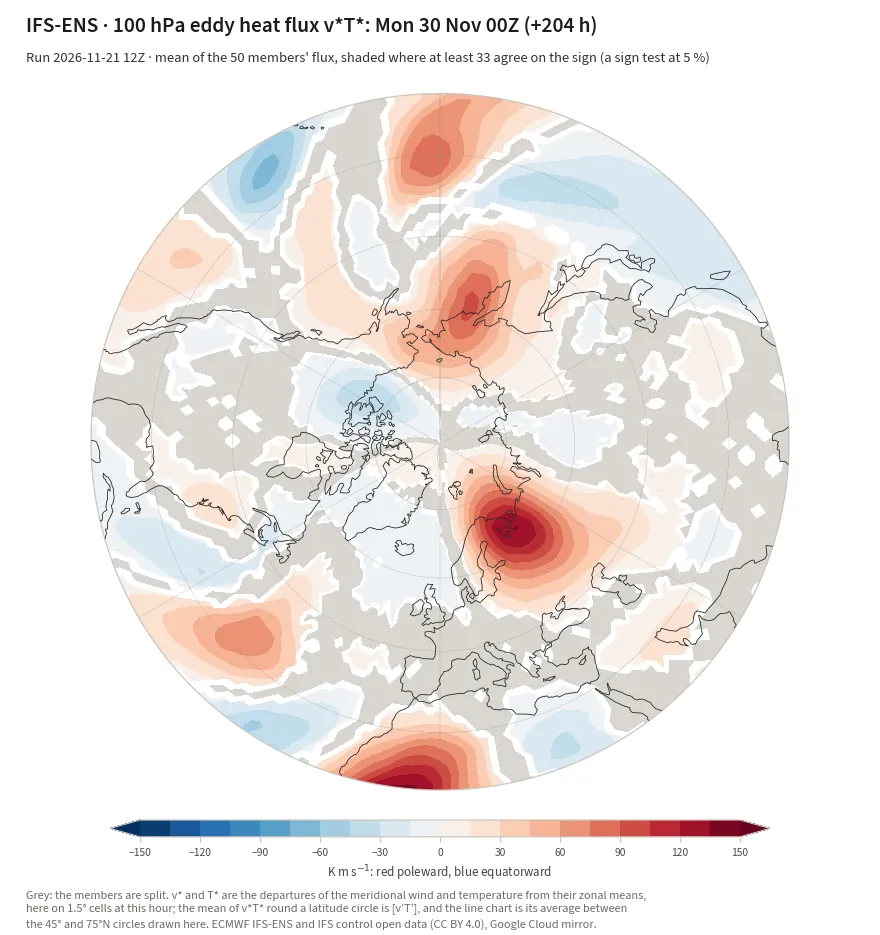 IFS-ENS · 100 hPa eddy heat flux v*T*: Mon 30 Nov 00Z (+204 h)
Run 2026-11-21 12Z · mean of the 50 members' flux, shaded where at least 33 agree on the sign (a sign test at 5 %)
−150 −120 −90 −60 −30 0 30 60 90 120 150
K m s⁻¹: red poleward, blue equatorward
Grey: the members are split. v* and T* are the departures of the meridional wind and temperature from their zonal means,
here on 1.5° cells at this hour; the mean of v*T* round a latitude circle is [v'T'], and the line chart is its average between
the 45° and 75°N circles drawn here. ECMWF IFS-ENS and IFS control open data (CC BY 4.0), Google Cloud mirror.